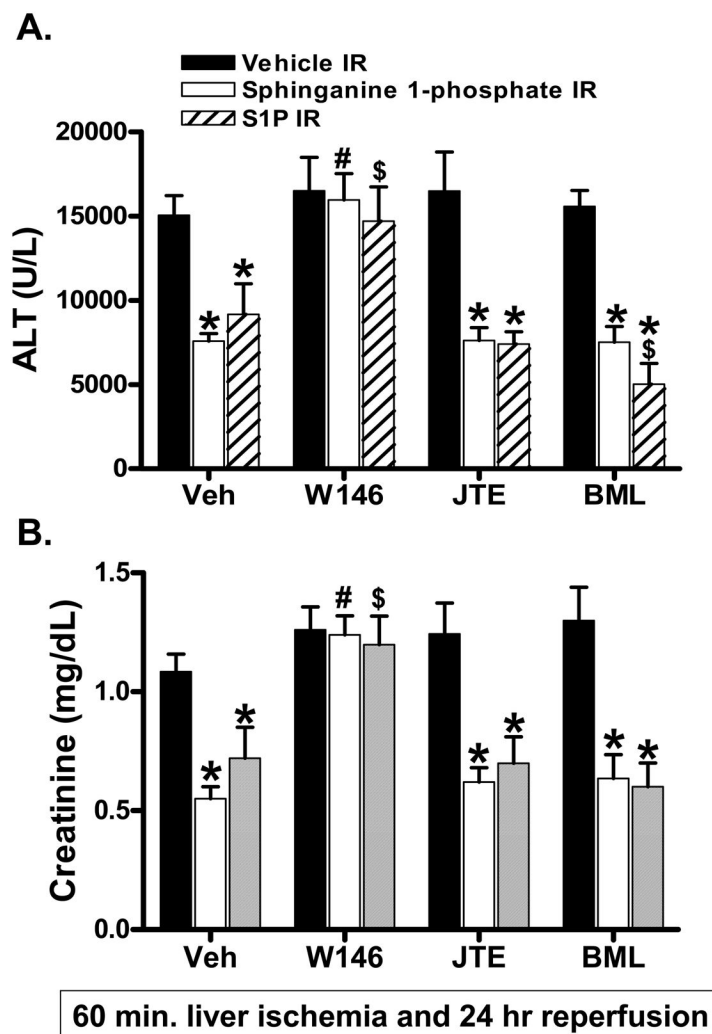 A.
Vehicle IR
Sphinganine 1-phosphate IR
S1P IR
20000
15000
10000
5000
0
ALT (U/L)
* * # $ * * * * $
Veh W146 JTE BML
B.
1.5
1.0
0.5
0.0
Creatinine (mg/dL)
* * # $ * * * *
Veh W146 JTE BML
60 min. liver ischemia and 24 hr reperfusion